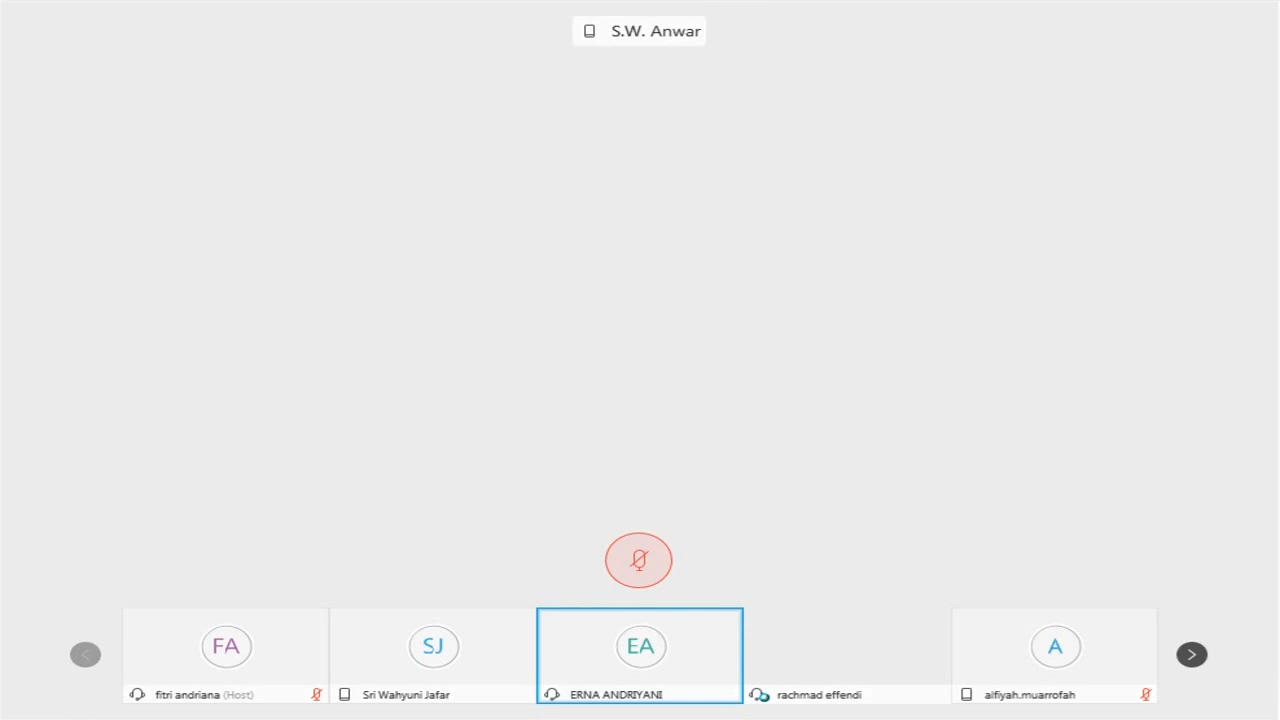 S.W. Anwar
FA
SJ
EA
A
fitri andriana (Host)
Sri Wahyuni Jafar
ERNA ANDRIYANI
rachmad effendi
alfiyah.muarrofah